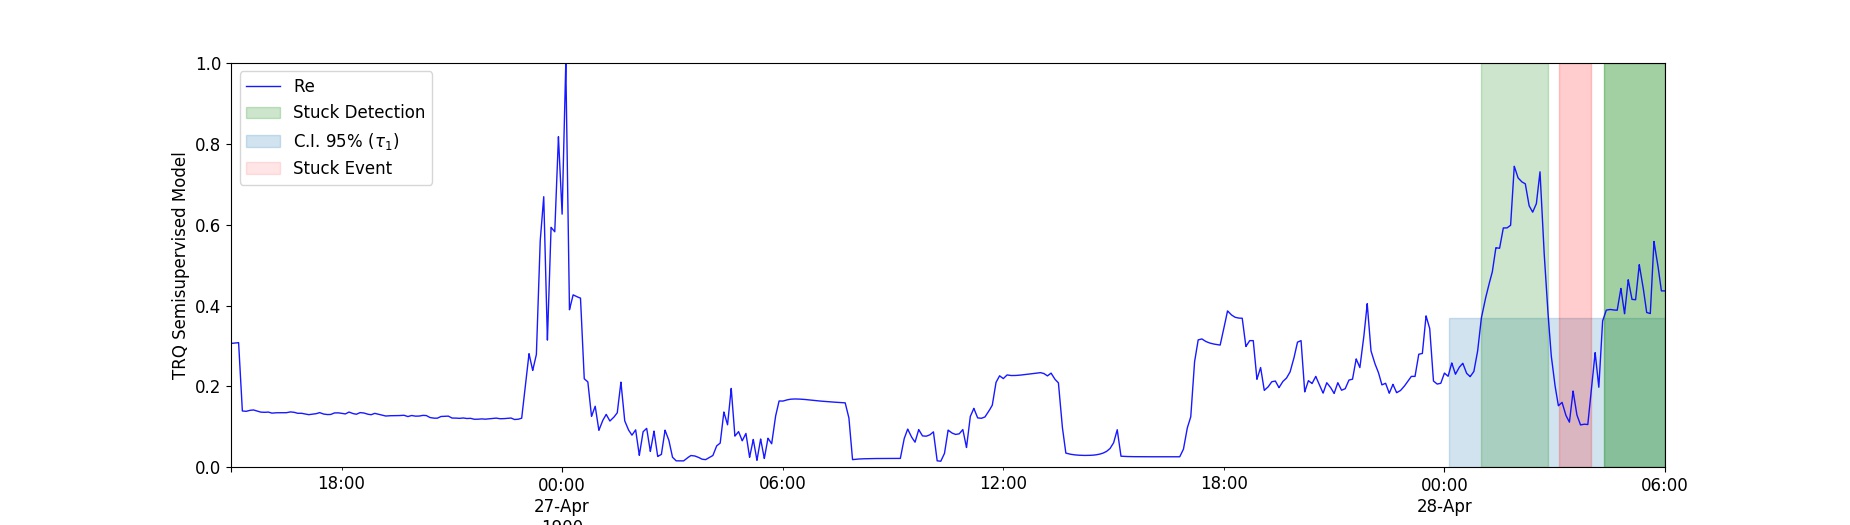 1.0
0.8
0.6
0.4
0.2
0.0
TRQ Semisupervised Model
Re
Stuck Detection
C.I. 95% (τ₁)
Stuck Event
18:00
00:00
06:00
12:00
18:00
00:00
06:00
27-Apr
28-Apr
1900